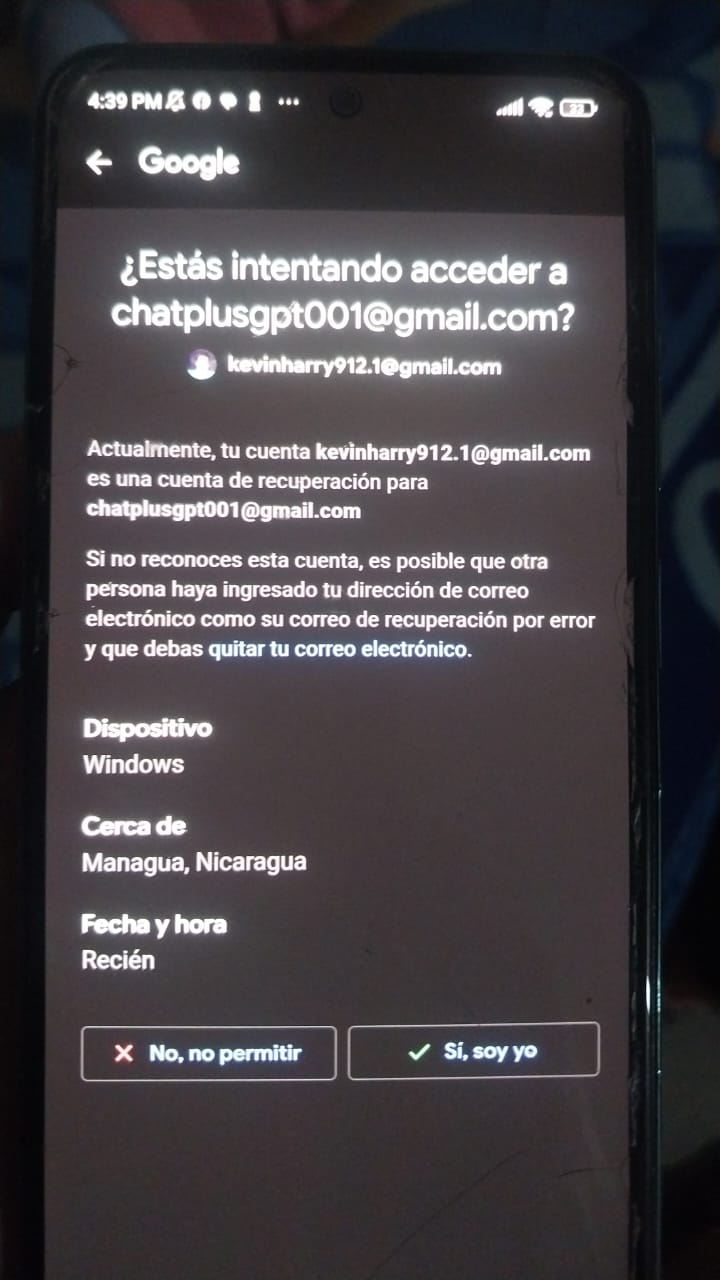 4:39 PM
23
Google
¿Estás intentando acceder a
chatplusgpt001@gmail.com?
kevinharry912.1@gmail.com
Actualmente, tu cuenta kevinharry912.1@gmail.com
es una cuenta de recuperación para
chatplusgpt001@gmail.com
Si no reconoces esta cuenta, es posible que otra
persona haya ingresado tu dirección de correo
electrónico como su correo de recuperación por error
y que debas quitar tu correo electrónico.
Dispositivo
Windows
Cerca de
Managua, Nicaragua
Fecha y hora
Recién
No, no permitir
Sí, soy yo